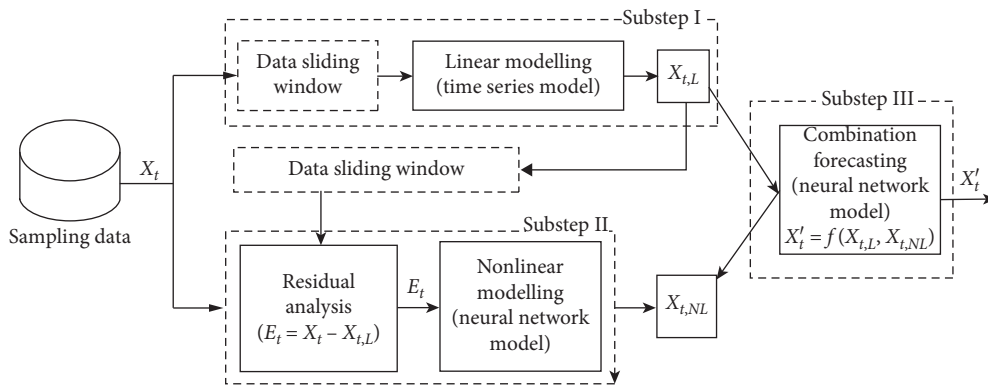 Substep I
Data sliding
window
Linear modelling
(time series model)
X_{t,L}
Substep III
Combination
forecasting
(neural network
model)
X'_t = f(X_{t,L}, X_{t,NL})
X'_t
Data sliding window
X_t
Sampling data
Substep II
Residual
analysis
(E_t = X_t – X_{t,L})
E_t
Nonlinear
modelling
(neural network
model)
X_{t,NL}